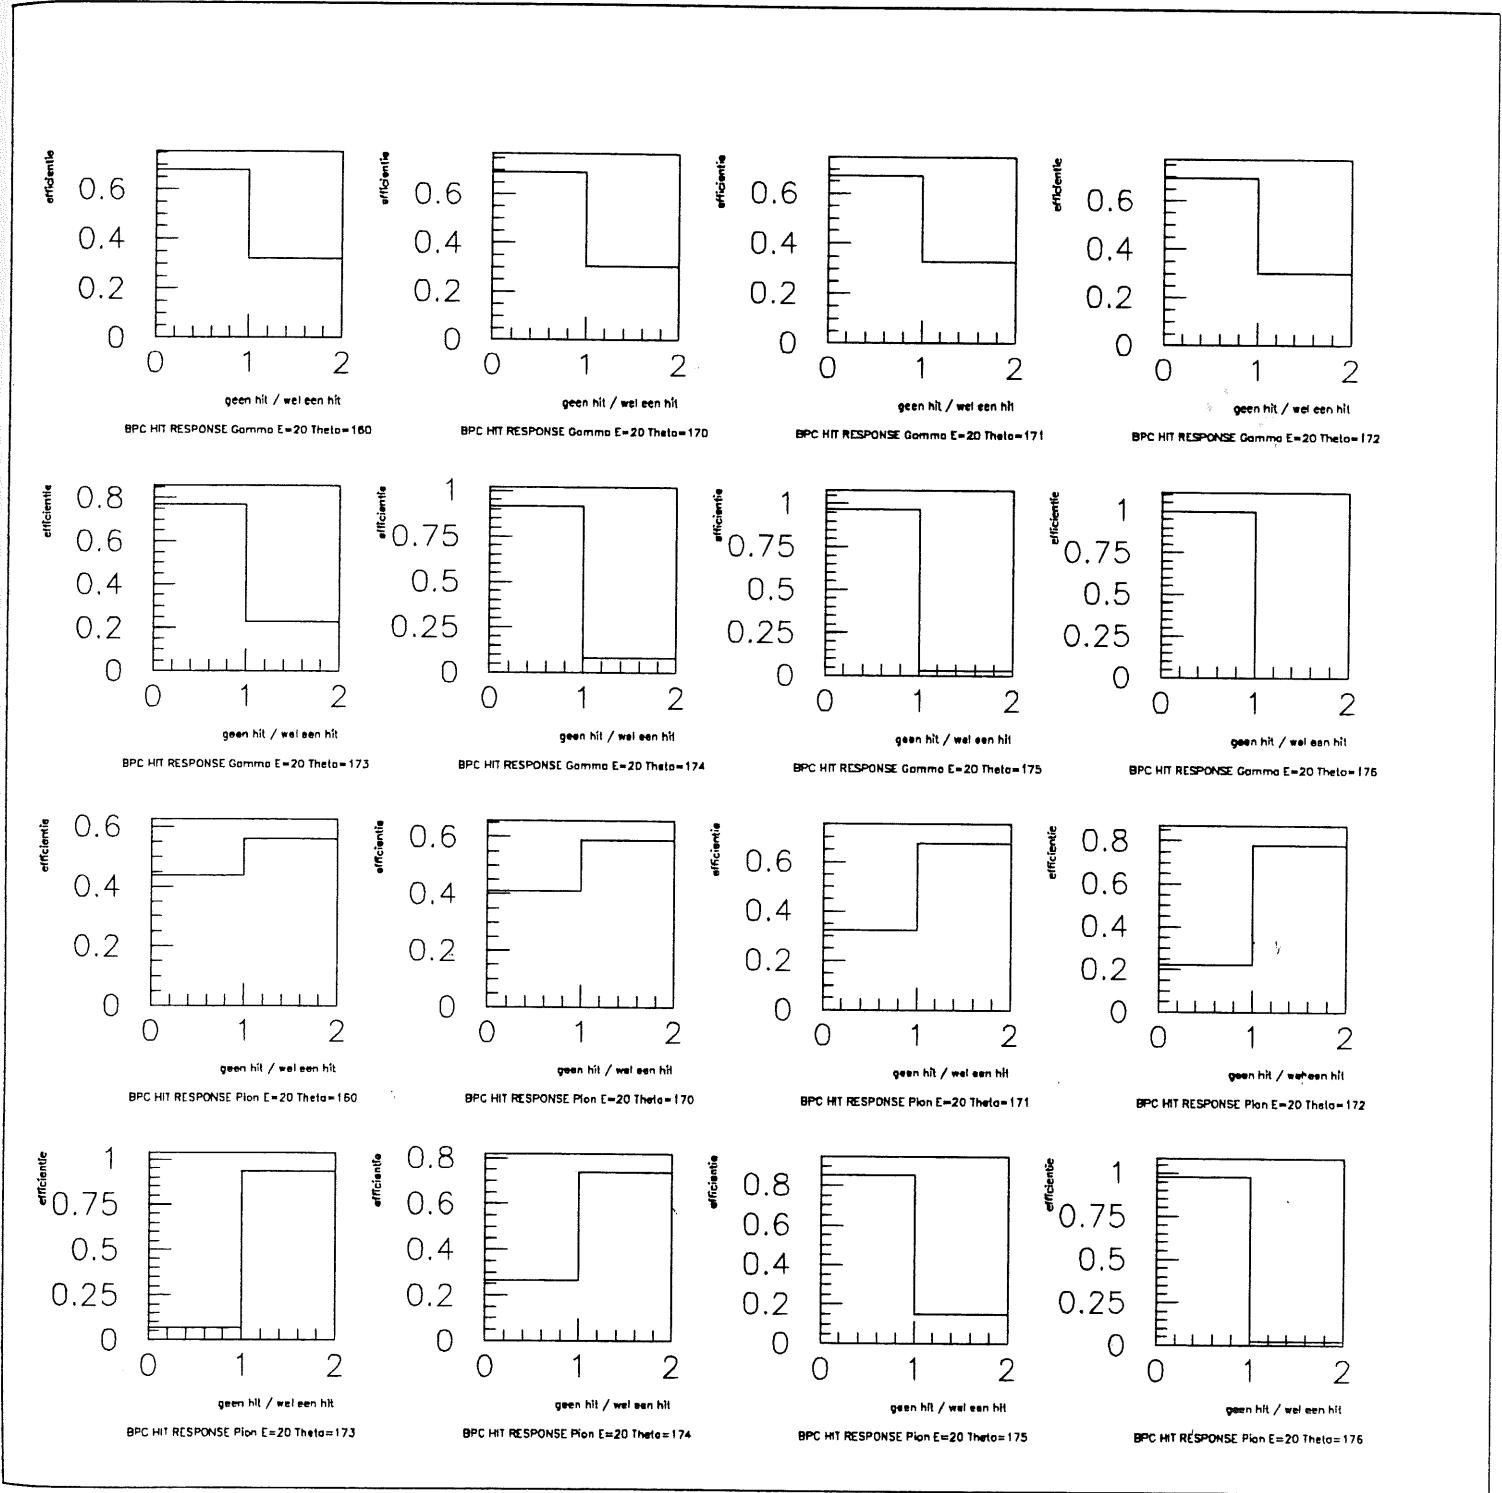 efficientie efficientie efficientie efficientie
0.6 0.6 0.6 0.6
0.4 0.4 0.4 0.4
0.2 0.2 0.2 0.2
0 0 0 0
0 1 2 0 1 2 0 1 2 0 1 2
geen hit / wel een hit geen hit / wel een hit geen hit / wel een hit geen hit / wel een hit
BPC HIT RESPONSE Gamma E=20 Theta=160 BPC HIT RESPONSE Gamma E=20 Theta=170 BPC HIT RESPONSE Gamma E=20 Theta=171 BPC HIT RESPONSE Gamma E=20 Theta=172
efficientie efficientie efficientie efficientie
0.8 1 1 1
0.6 0.75 0.75 0.75
0.4 0.5 0.5 0.5
0.2 0.25 0.25 0.25
0 0 0 0
0 1 2 0 1 2 0 1 2 0 1 2
geen hit / wel een hit geen hit / wel een hit geen hit / wel een hit geen hit / wel een hit
BPC HIT RESPONSE Gamma E=20 Theta=173 BPC HIT RESPONSE Gamma E=20 Theta=174 BPC HIT RESPONSE Gamma E=20 Theta=175 BPC HIT RESPONSE Gamma E=20 Theta=176
efficientie efficientie efficientie efficientie
0.6 0.6 0.6 0.8
0.4 0.4 0.4 0.6
0.2 0.2 0.2 0.4
0 0 0 0.2
0
0 1 2 0 1 2 0 1 2 0 1 2
geen hit / wel een hit geen hit / wel een hit geen hit / wel een hit geen hit / wel een hit
BPC HIT RESPONSE Pion E=20 Theta=160 BPC HIT RESPONSE Pion E=20 Theta=170 BPC HIT RESPONSE Pion E=20 Theta=171 BPC HIT RESPONSE Pion E=20 Theta=172
efficientie efficientie efficientie efficientie
1 0.8 0.8 1
0.75 0.6 0.6 0.75
0.5 0.4 0.4 0.5
0.25 0.2 0.2 0.25
0 0 0 0
0 1 2 0 1 2 0 1 2 0 1 2
geen hit / wel een hit geen hit / wel een hit geen hit / wel een hit geen hit / wel een hit
BPC HIT RESPONSE Pion E=20 Theta=173 BPC HIT RESPONSE Pion E=20 Theta=174 BPC HIT RESPONSE Pion E=20 Theta=175 BPC HIT RESPONSE Pion E=20 Theta=176